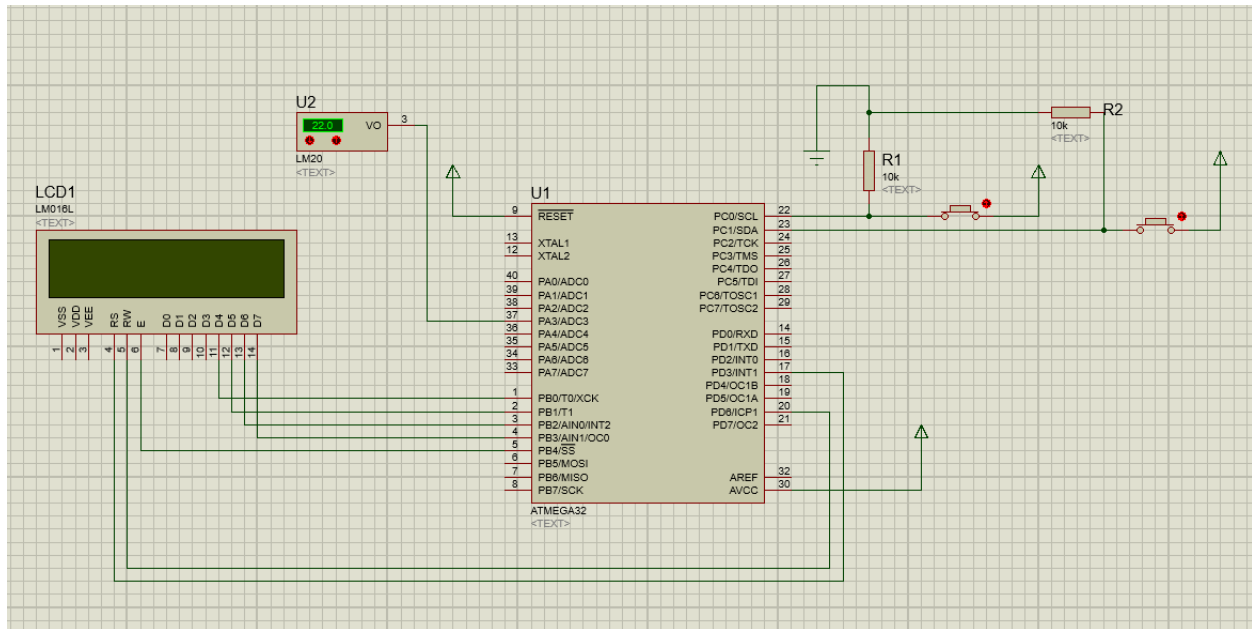 U2
22.0
VO
3
LM20
<TEXT>
LCD1
LM016L
<TEXT>
VSS
VDD
VEE
RS
RW
E
D0
D1
D2
D3
D4
D5
D6
D7
1
2
3
4
5
6
7
8
9
10
11
12
13
14
U1
9 RESET
13 XTAL1
12 XTAL2
40 PA0/ADC0
39 PA1/ADC1
38 PA2/ADC2
37 PA3/ADC3
36 PA4/ADC4
35 PA5/ADC5
34 PA6/ADC6
33 PA7/ADC7
1 PB0/T0/XCK
2 PB1/T1
3 PB2/AIN0/INT2
4 PB3/AIN1/OC0
5 PB4/SS
6 PB5/MOSI
7 PB6/MISO
8 PB7/SCK
PC0/SCL 22
PC1/SDA 23
PC2/TCK 24
PC3/TMS 25
PC4/TDO 26
PC5/TDI 27
PC6/TOSC1 28
PC7/TOSC2 29
PD0/RXD 14
PD1/TXD 15
PD2/INT0 16
PD3/INT1 17
PD4/OC1B 18
PD5/OC1A 19
PD6/ICP1 20
PD7/OC2 21
AREF 32
AVCC 30
ATMEGA32
<TEXT>
R1
10k
<TEXT>
R2
10k
<TEXT>